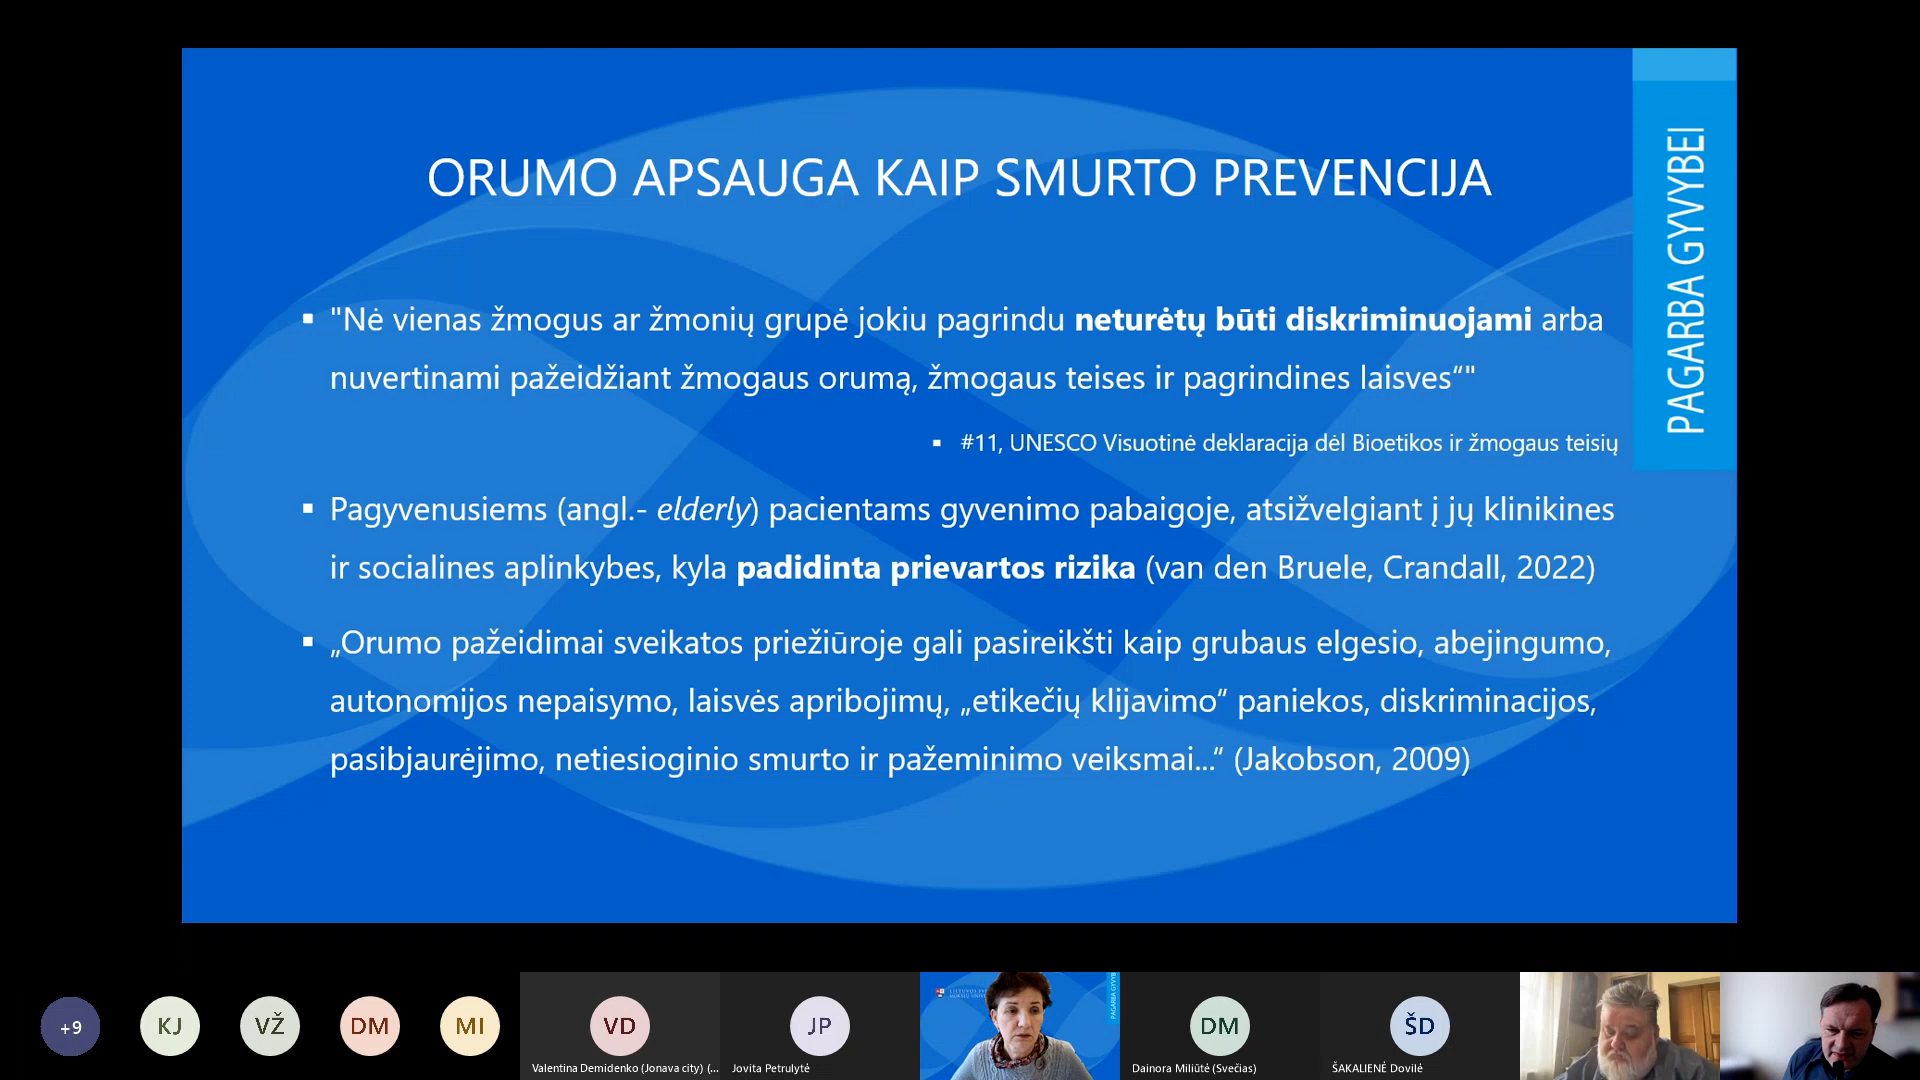 ORUMO APSAUGA KAIP SMURTO PREVENCIJA
PAGARBA GYVYBEI
▪ "Nė vienas žmogus ar žmonių grupė jokiu pagrindu neturėtų būti diskriminuojami arba
nuvertinami pažeidžiant žmogaus orumą, žmogaus teises ir pagrindines laisves“"
▪ #11, UNESCO Visuotinė deklaracija dėl Bioetikos ir žmogaus teisių
▪ Pagyvenusiems (angl.- elderly) pacientams gyvenimo pabaigoje, atsižvelgiant į jų klinikines
ir socialines aplinkybes, kyla padidinta prievartos rizika (van den Bruele, Crandall, 2022)
▪ „Orumo pažeidimai sveikatos priežiūroje gali pasireikšti kaip grubaus elgesio, abejingumo,
autonomijos nepaisymo, laisvės apribojimų, „etikečių klijavimo“ paniekos, diskriminacijos,
pasibjaurėjimo, netiesioginio smurto ir pažeminimo veiksmai...“ (Jakobson, 2009)
+9
KJ
VŽ
DM
MI
VD
Valentina Demidenko (Jonava city) (...
JP
Jovita Petrulytė
DM
Dainora Miliūtė (Svečias)
ŠD
ŠAKALIENĖ Dovilė